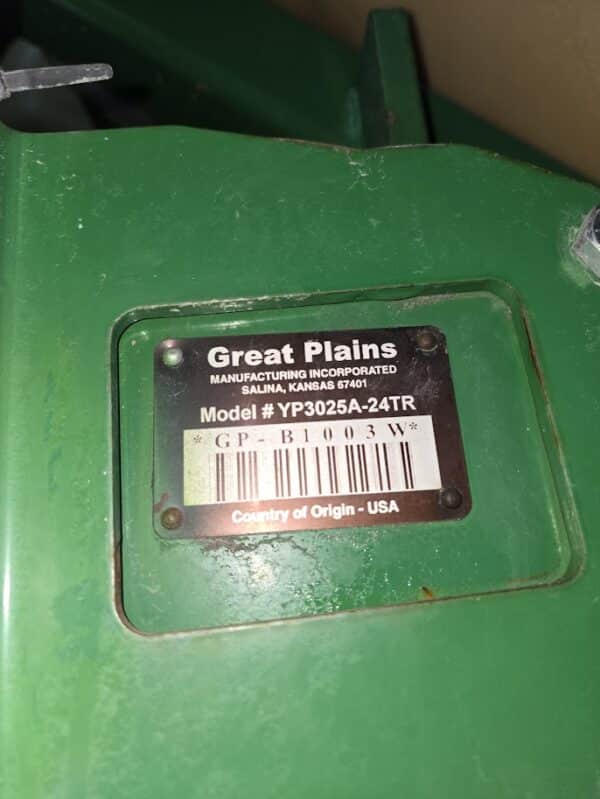 Great Plains
MANUFACTURING INCORPORATED
SALINA, KANSAS 67401
Model # YP3025A-24TR
* GP - B1003W*
Country of Origin - USA